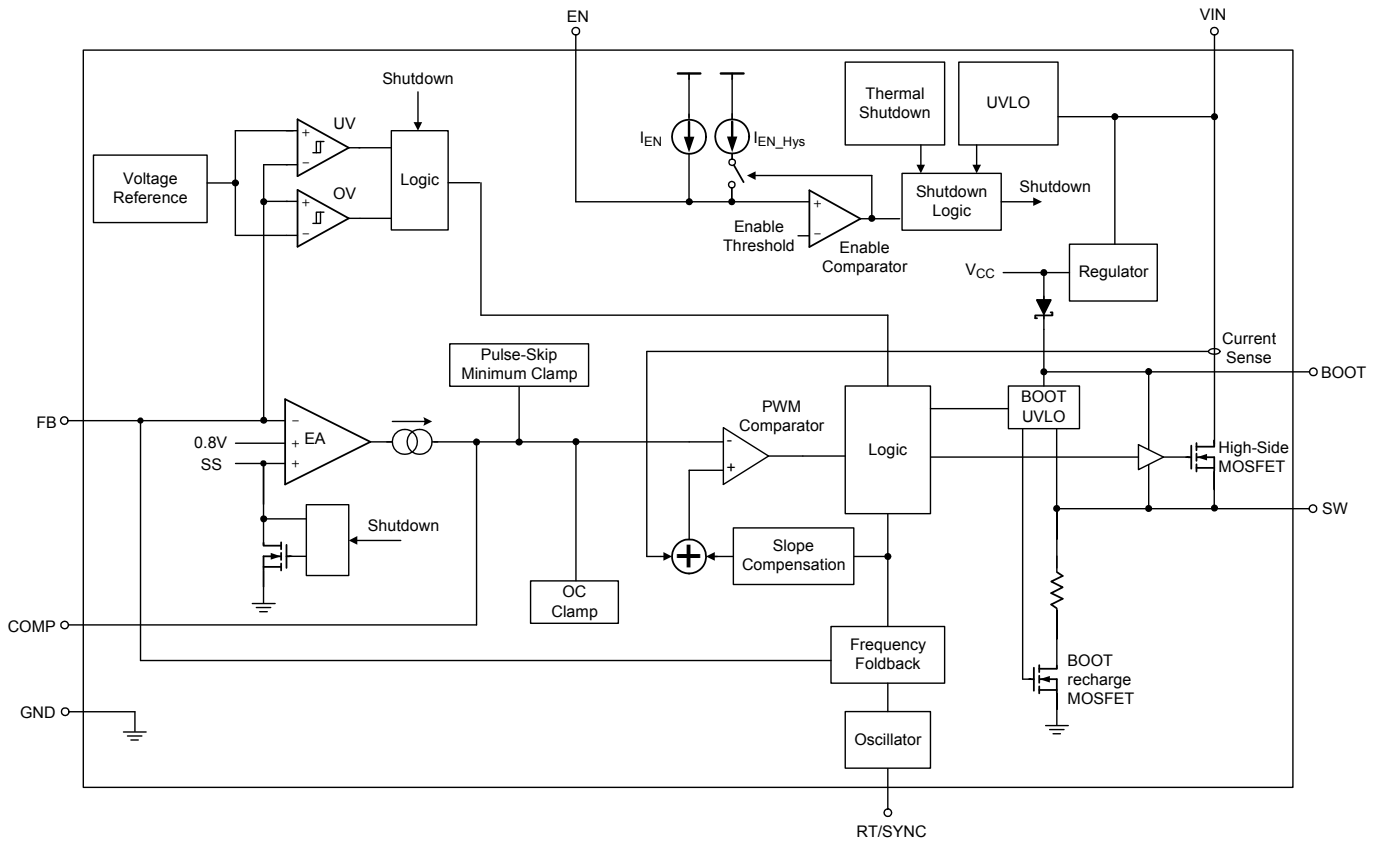 EN
VIN
Shutdown
Thermal
Shutdown
UVLO
UV
+
−
I_EN
I_EN_Hys
Voltage
Reference
Logic
OV
+
−
Shutdown
Logic
Shutdown
+
−
Enable
Threshold
Enable
Comparator
V_CC
Regulator
Current
Sense
Pulse-Skip
Minimum Clamp
BOOT
BOOT
UVLO
FB
−
0.8V
+
EA
SS
+
PWM
Comparator
-
+
Logic
High-Side
MOSFET
SW
Shutdown
Slope
Compensation
OC
Clamp
COMP
Frequency
Foldback
BOOT
recharge
MOSFET
GND
Oscillator
RT/SYNC